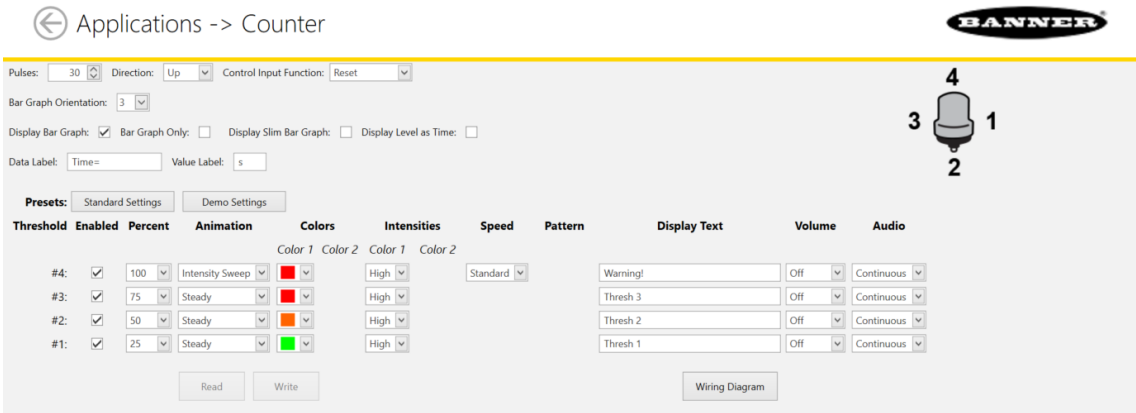 Applications -> Counter
BANNER
Pulses: 30 Direction: Up Control Input Function: Reset
Bar Graph Orientation: 3
Display Bar Graph: Bar Graph Only: Display Slim Bar Graph: Display Level as Time:
Data Label: Time= Value Label: s
4
3 1
2
Presets: Standard Settings Demo Settings
Threshold Enabled Percent Animation Colors Intensities Speed Pattern Display Text Volume Audio
Color 1 Color 2 Color 1 Color 2
#4: 100 Intensity Sweep High Standard Warning! Off Continuous
#3: 75 Steady High Thresh 3 Off Continuous
#2: 50 Steady High Thresh 2 Off Continuous
#1: 25 Steady High Thresh 1 Off Continuous
Read Write Wiring Diagram